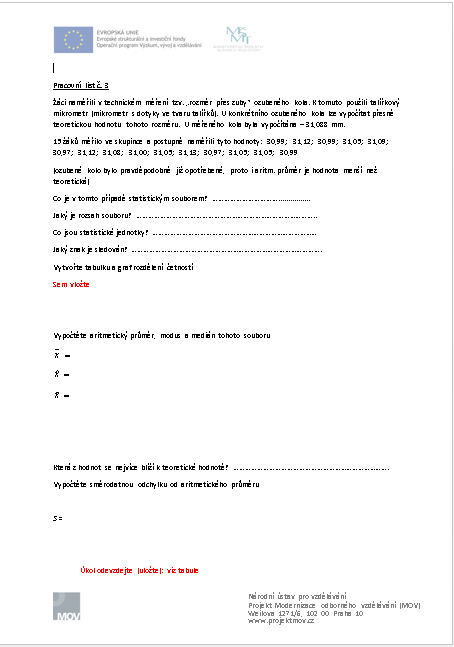 EVROPSKÁ UNIE
Evropské strukturální a investiční fondy
Operační program Výzkum, vývoj a vzdělávání
Pracovní list č. 3
Žáci naměřili v technickém měření tzv. „rozměr přes zuby“ ozubeného kola. K tomuto použili talířkový
mikrometr (mikrometr s dotyky ve tvaru talířků). U konkrétního ozubeného kola lze vypočítat přesně
teoretickou hodnotu tohoto rozměru. U měřeného kola byla vypočítána – 31,088 mm.
15 žáků měřilo ve skupince a postupně naměřili tyto hodnoty: 30,99; 31,12; 30,99; 31,05; 31,09;
30,97; 31,12; 31,08; 31,00; 31,05; 31,13; 30,97; 31,05; 31,05; 30,99
(ozubené kolo bylo pravděpodobně již opotřebené, proto i aritm. průměr je hodnota menší než
teoretická)
Co je v tomto případě statistickým souborem? ..................................................
Jaký je rozsah souboru? ..................................................
Co jsou statistické jednotky? ..................................................
Jaký znak je sledován? ..................................................
Vytvořte tabulku a graf rozdělení četností
Sem vložte
Vypočtěte aritmetický průměr, modus a medián tohoto souboru
x̄ =
x̂ =
x̃ =
Která z hodnot se nejvíce blíží k teoretické hodnotě? ..................................................
Vypočtěte směrodatnou odchylku od aritmetického průměru
s =
Úkol odevzdejte (uložte): viz tabule
MOV
Národní ústav pro vzdělávání
Projekt Modernizace odborného vzdělávání (MOV)
Weilova 1271/6, 102 00 Praha 10
www.projektmov.cz